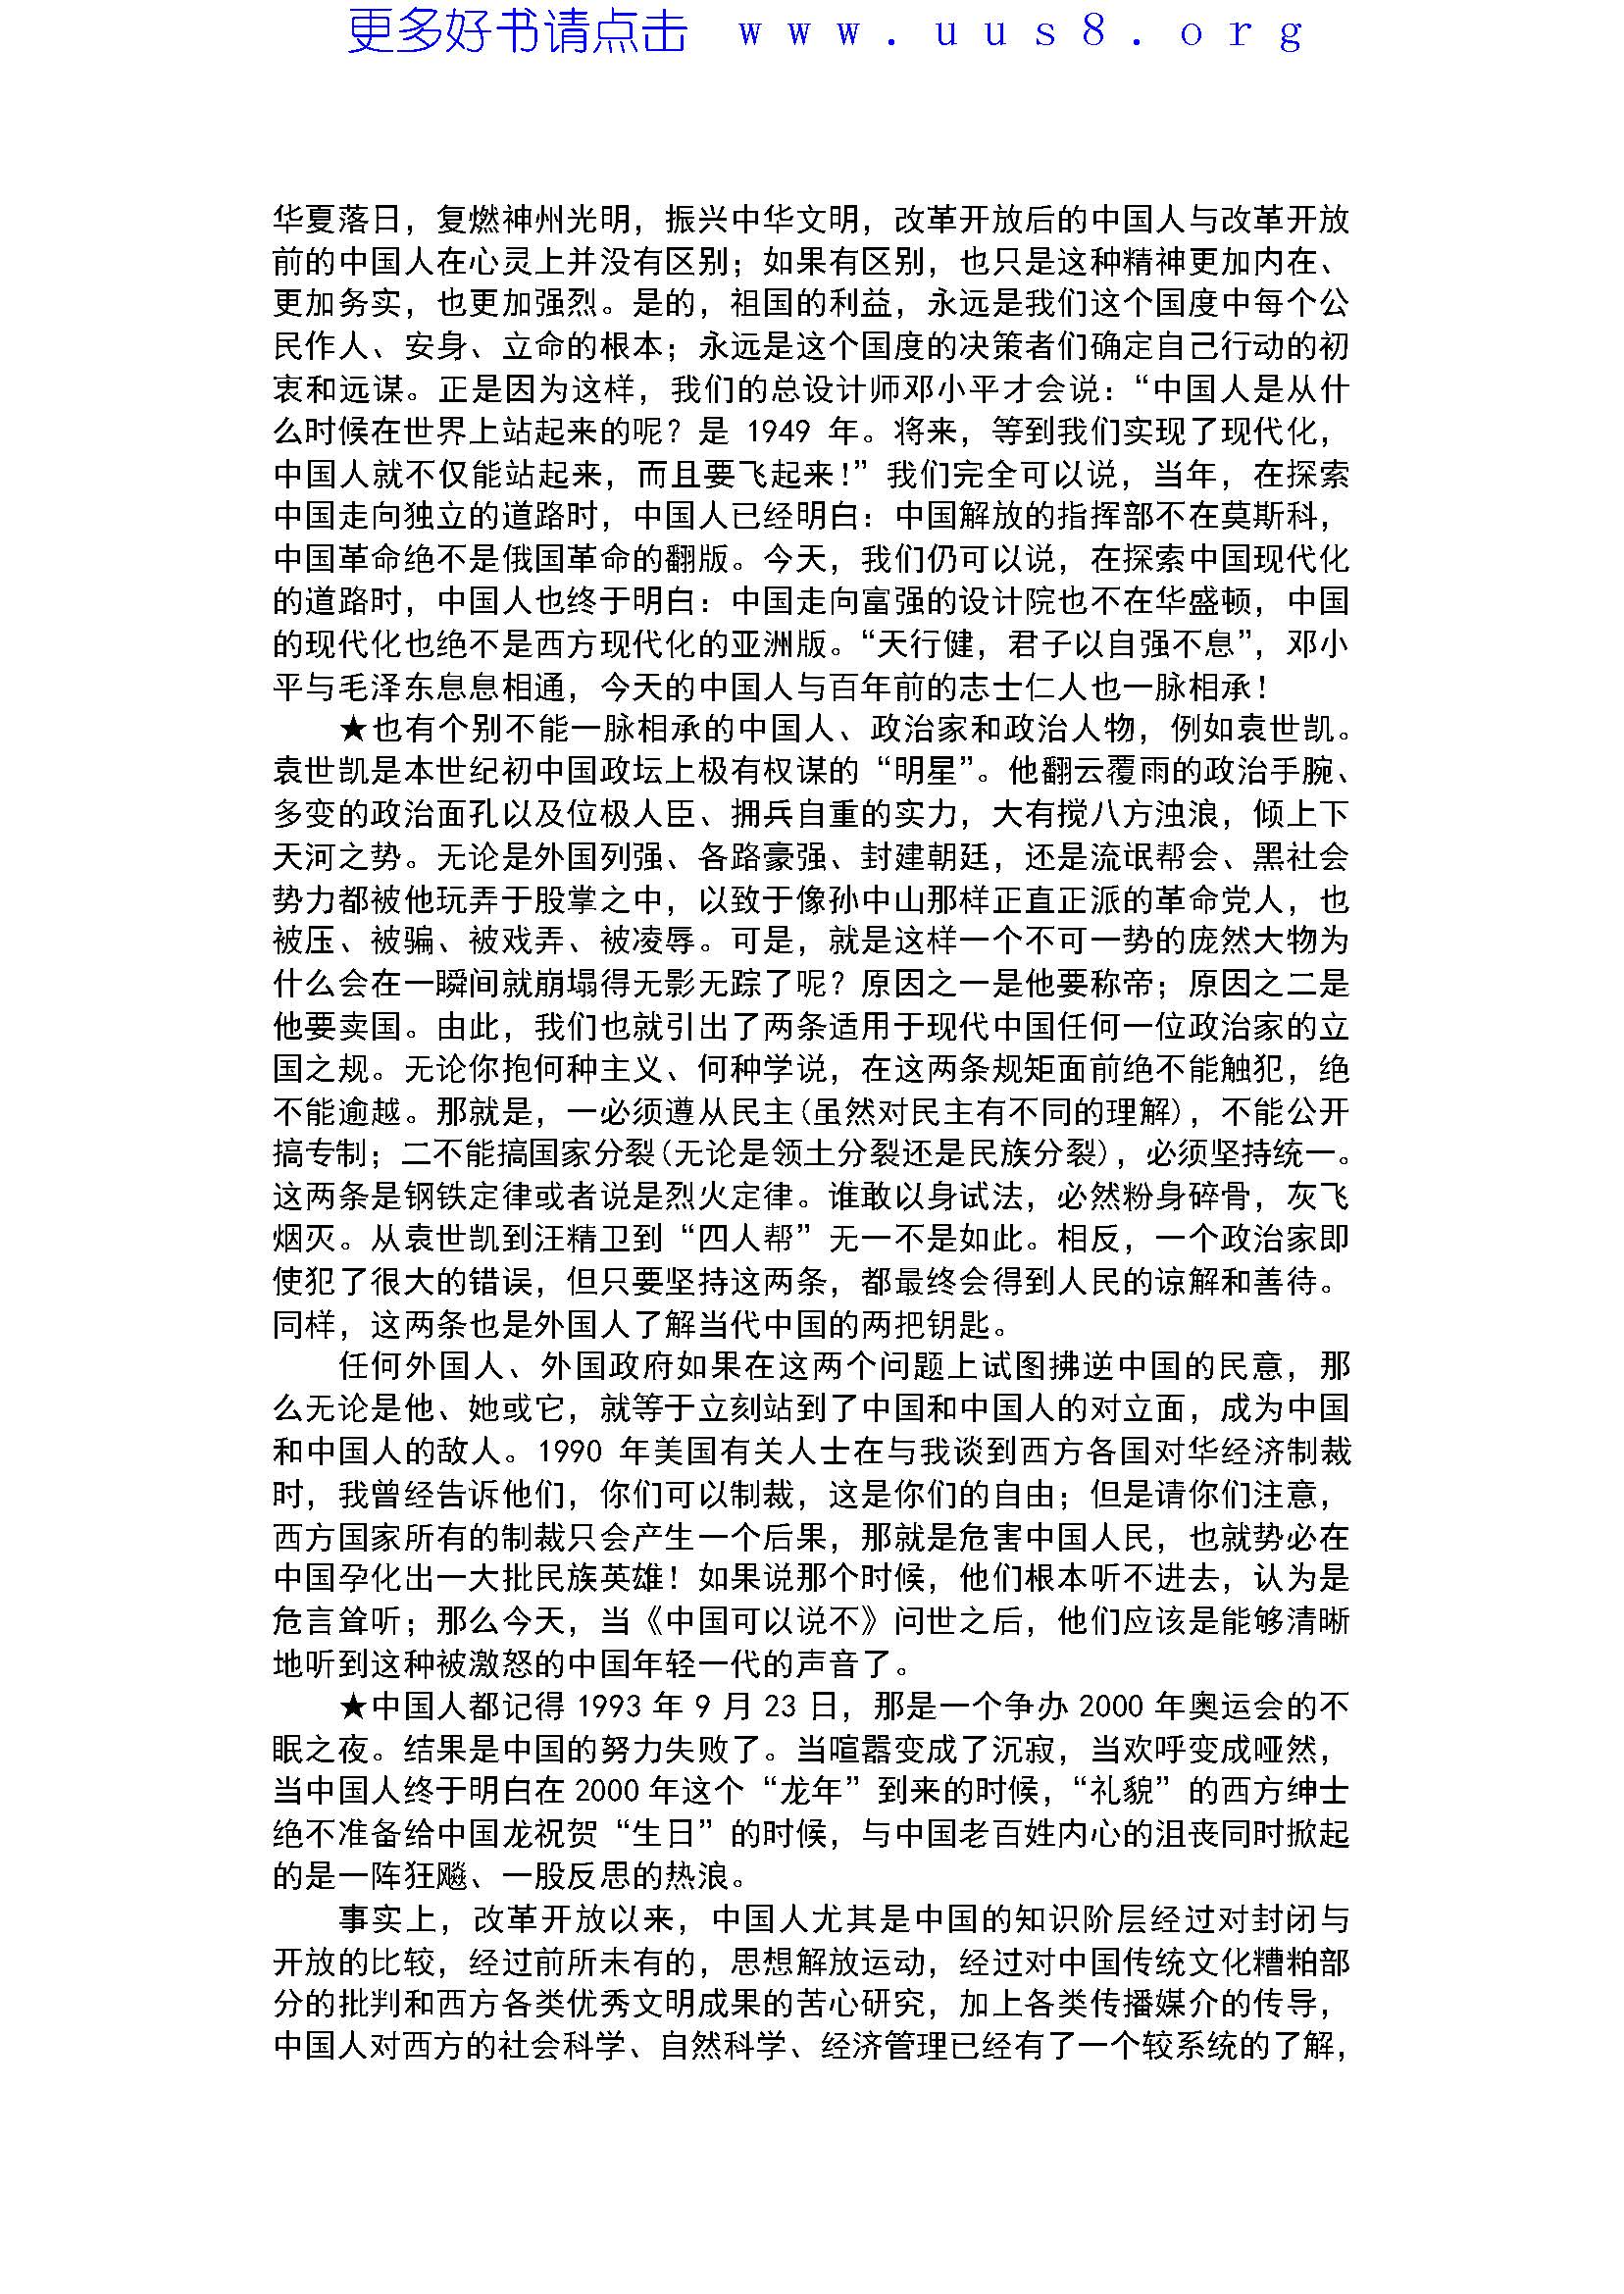 更多好书请点击 www.uus8.org
华夏落日，复燃神州光明，振兴中华文明，改革开放后的中国人与改革开放
前的中国人在心灵上并没有区别；如果有区别，也只是这种精神更加内在、
更加务实，也更加强烈。是的，祖国的利益，永远是我们这个国度中每个公
民作人、安身、立命的根本；永远是这个国度的决策者们确定自己行动的初
衷和远谋。正是因为这样，我们的总设计师邓小平才会说：“中国人是从什
么时候在世界上站起来的呢？是 1949 年。将来，等到我们实现了现代化，
中国人就不仅能站起来，而且要飞起来！”我们完全可以说，当年，在探索
中国走向独立的道路时，中国人已经明白：中国解放的指挥部不在莫斯科，
中国革命绝不是俄国革命的翻版。今天，我们仍可以说，在探索中国现代化
的道路时，中国人也终于明白：中国走向富强的设计院也不在华盛顿，中国
的现代化也绝不是西方现代化的亚洲版。“天行健，君子以自强不息”，邓小
平与毛泽东息息相通，今天的中国人与百年前的志士仁人也一脉相承！
★也有个别不能一脉相承的中国人、政治家和政治人物，例如袁世凯。
袁世凯是本世纪初中国政坛上极有权谋的“明星”。他翻云覆雨的政治手腕、
多变的政治面孔以及位极人臣、拥兵自重的实力，大有搅八方浊浪，倾上下
天河之势。无论是外国列强、各路豪强、封建朝廷，还是流氓帮会、黑社会
势力都被他玩弄于股掌之中，以致于像孙中山那样正直正派的革命党人，也
被压、被骗、被戏弄、被凌辱。可是，就是这样一个不可一势的庞然大物为
什么会在一瞬间就崩塌得无影无踪了呢？原因之一是他要称帝；原因之二是
他要卖国。由此，我们也就引出了两条适用于现代中国任何一位政治家的立
国之规。无论你抱何种主义、何种学说，在这两条规矩面前绝不能触犯，绝
不能逾越。那就是，一必须遵从民主(虽然对民主有不同的理解)，不能公开
搞专制；二不能搞国家分裂(无论是领土分裂还是民族分裂)，必须坚持统一。
这两条是钢铁定律或者说是烈火定律。谁敢以身试法，必然粉身碎骨，灰飞
烟灭。从袁世凯到汪精卫到“四人帮”无一不是如此。相反，一个政治家即
使犯了很大的错误，但只要坚持这两条，都最终会得到人民的谅解和善待。
同样，这两条也是外国人了解当代中国的两把钥匙。
任何外国人、外国政府如果在这两个问题上试图拂逆中国的民意，那
么无论是他、她或它，就等于立刻站到了中国和中国人的对立面，成为中国
和中国人的敌人。1990 年美国有关人士在与我谈到西方各国对华经济制裁
时，我曾经告诉他们，你们可以制裁，这是你们的自由；但是请你们注意，
西方国家所有的制裁只会产生一个后果，那就是危害中国人民，也就势必在
中国孕化出一大批民族英雄！如果说那个时候，他们根本听不进去，认为是
危言耸听；那么今天，当《中国可以说不》问世之后，他们应该是能够清晰
地听到这种被激怒的中国年轻一代的声音了。
★中国人都记得 1993 年 9 月 23 日，那是一个争办 2000 年奥运会的不
眠之夜。结果是中国的努力失败了。当喧嚣变成了沉寂，当欢呼变成哑然，
当中国人终于明白在 2000 年这个“龙年”到来的时候，“礼貌”的西方绅士
绝不准备给中国龙祝贺“生日”的时候，与中国老百姓内心的沮丧同时掀起
的是一阵狂飚、一股反思的热浪。
事实上，改革开放以来，中国人尤其是中国的知识阶层经过对封闭与
开放的比较，经过前所未有的，思想解放运动，经过对中国传统文化糟粕部
分的批判和西方各类优秀文明成果的苦心研究，加上各类传播媒介的传导，
中国人对西方的社会科学、自然科学、经济管理已经有了一个较系统的了解，